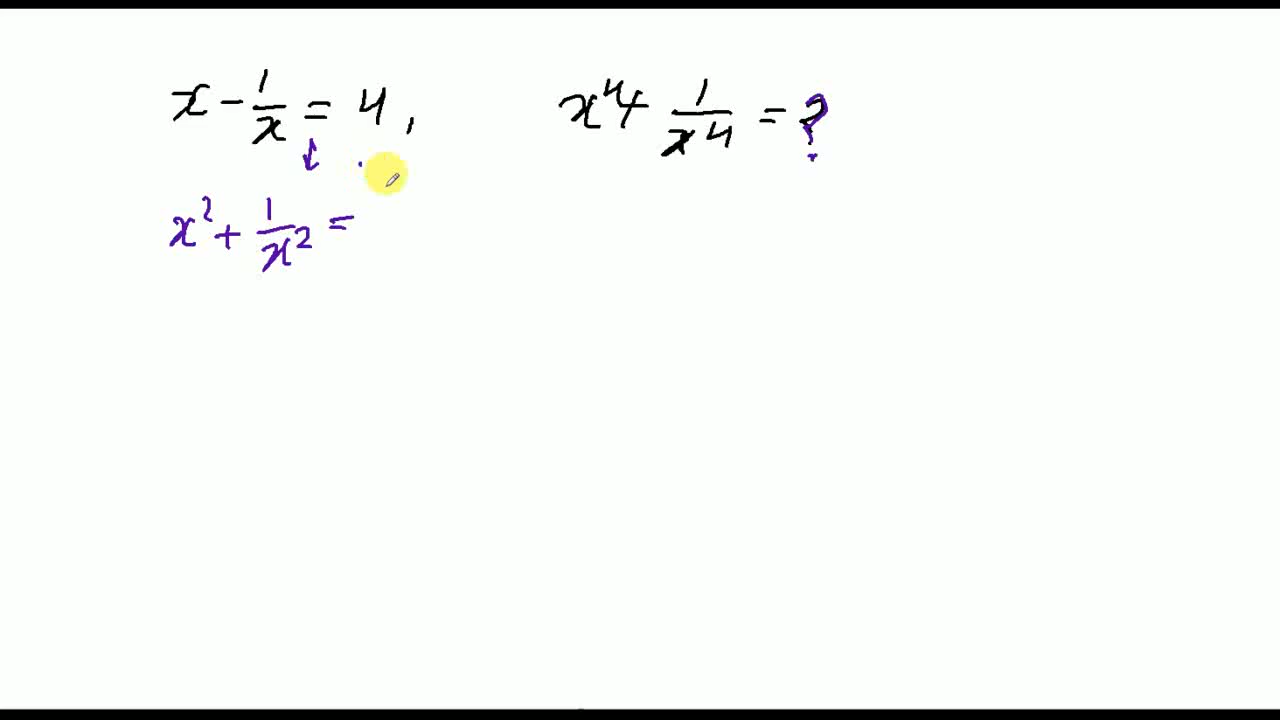 x - 1/x = 4, x⁴ + 1/x⁴ = ?
x² + 1/x² =